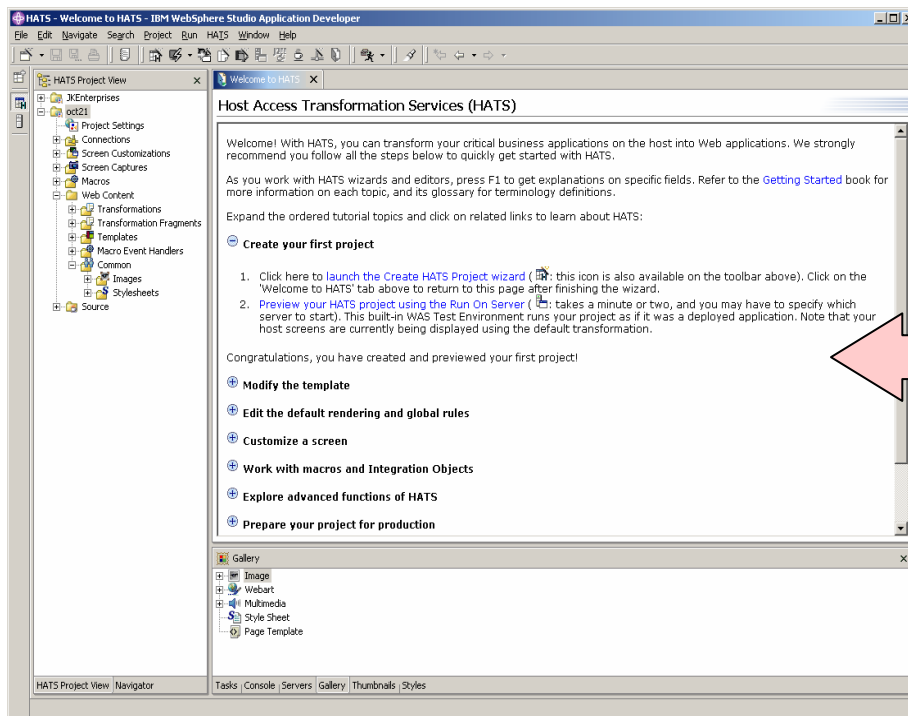 HATS - Welcome to HATS - IBM WebSphere Studio Application Developer
File Edit Navigate Search Project Run HATS Window Help
HATS Project View
Welcome to HATS
JKEnterprises
oct21
Project Settings
Connections
Screen Customizations
Screen Captures
Macros
Web Content
Transformations
Transformation Fragments
Templates
Macro Event Handlers
Common
Images
Stylesheets
Source
Host Access Transformation Services (HATS)
Welcome! With HATS, you can transform your critical business applications on the host into Web applications. We strongly
recommend you follow all the steps below to quickly get started with HATS.
As you work with HATS wizards and editors, press F1 to get explanations on specific fields. Refer to the Getting Started book for
more information on each topic, and its glossary for terminology definitions.
Expand the ordered tutorial topics and click on related links to learn about HATS:
Create your first project
1. Click here to launch the Create HATS Project wizard ( : this icon is also available on the toolbar above). Click on the
'Welcome to HATS' tab above to return to this page after finishing the wizard.
2. Preview your HATS project using the Run On Server ( : takes a minute or two, and you may have to specify which
server to start). This built-in WAS Test Environment runs your project as if it was a deployed application. Note that your
host screens are currently being displayed using the default transformation.
Congratulations, you have created and previewed your first project!
Modify the template
Edit the default rendering and global rules
Customize a screen
Work with macros and Integration Objects
Explore advanced functions of HATS
Prepare your project for production
Gallery
Image
Webart
Multimedia
Style Sheet
Page Template
HATS Project View Navigator
Tasks Console Servers Gallery Thumbnails Styles